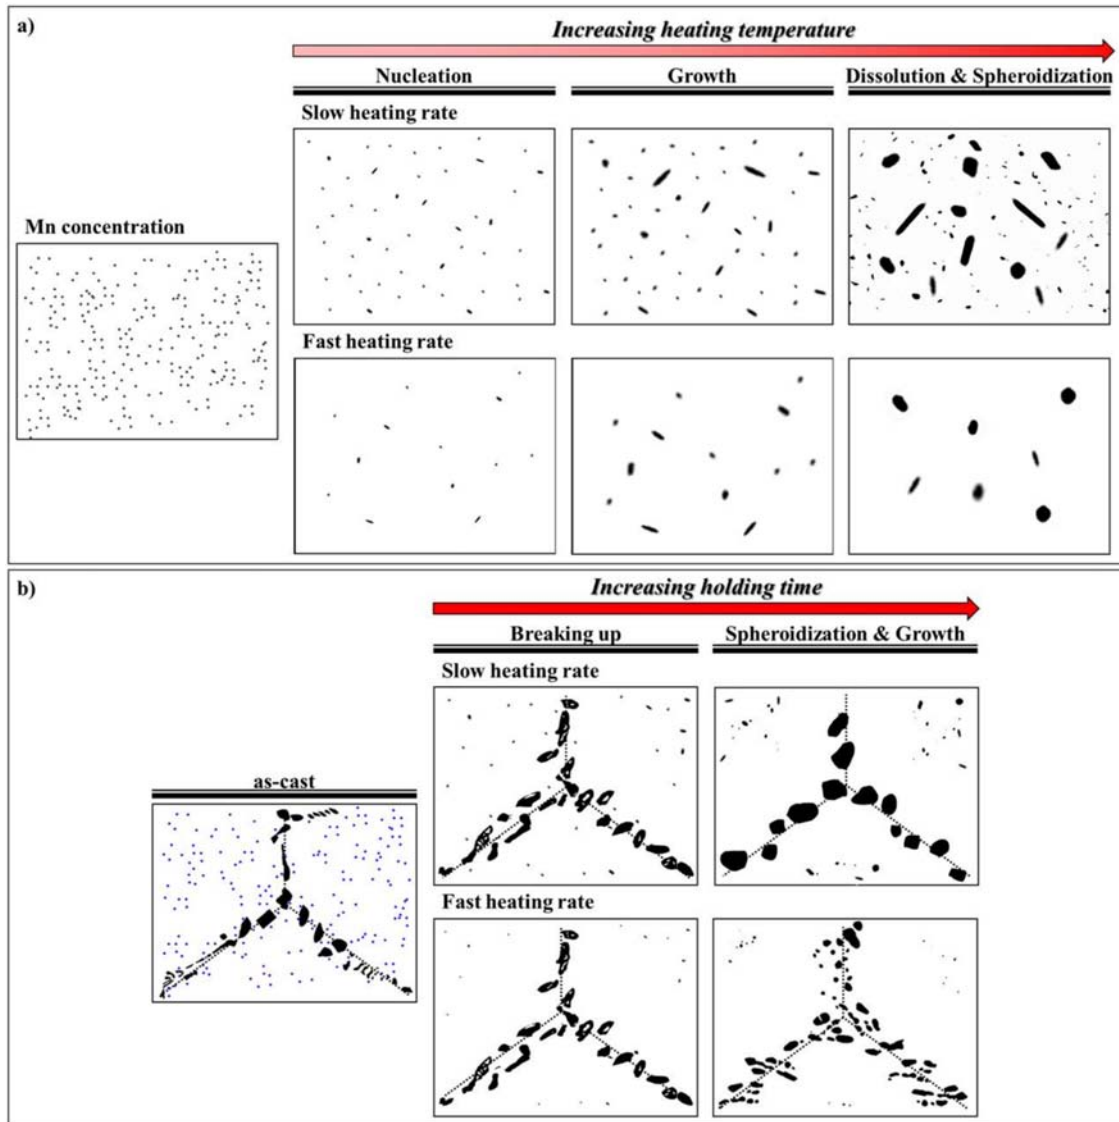 a)
Increasing heating temperature
Nucleation
Growth
Dissolution & Spheroidization
Slow heating rate
Mn concentration
Fast heating rate
b)
Increasing holding time
Breaking up
Spheroidization & Growth
Slow heating rate
as-cast
Fast heating rate